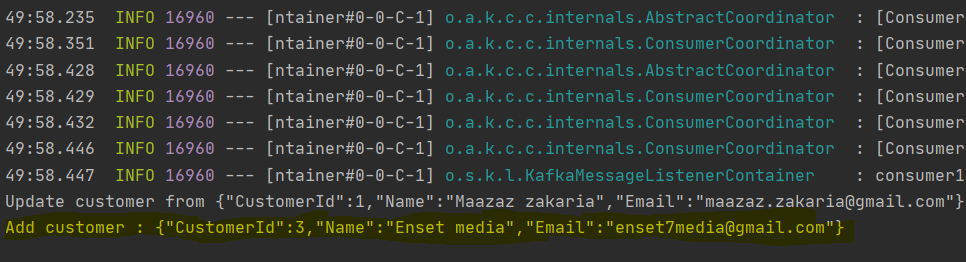 49:58.235  INFO 16960 --- [ntainer#0-0-C-1] o.a.k.c.c.internals.AbstractCoordinator  : [Consumer
49:58.351  INFO 16960 --- [ntainer#0-0-C-1] o.a.k.c.c.internals.ConsumerCoordinator  : [Consumer
49:58.428  INFO 16960 --- [ntainer#0-0-C-1] o.a.k.c.c.internals.AbstractCoordinator  : [Consumer
49:58.429  INFO 16960 --- [ntainer#0-0-C-1] o.a.k.c.c.internals.ConsumerCoordinator  : [Consumer
49:58.432  INFO 16960 --- [ntainer#0-0-C-1] o.a.k.c.c.internals.ConsumerCoordinator  : [Consumer
49:58.446  INFO 16960 --- [ntainer#0-0-C-1] o.a.k.c.c.internals.ConsumerCoordinator  : [Consumer
49:58.447  INFO 16960 --- [ntainer#0-0-C-1] o.s.k.l.KafkaMessageListenerContainer    : consumer1
Update customer from {"CustomerId":1,"Name":"Maazaz zakaria","Email":"maazaz.zakaria@gmail.com"}
Add customer : {"CustomerId":3,"Name":"Enset media","Email":"enset7media@gmail.com"}